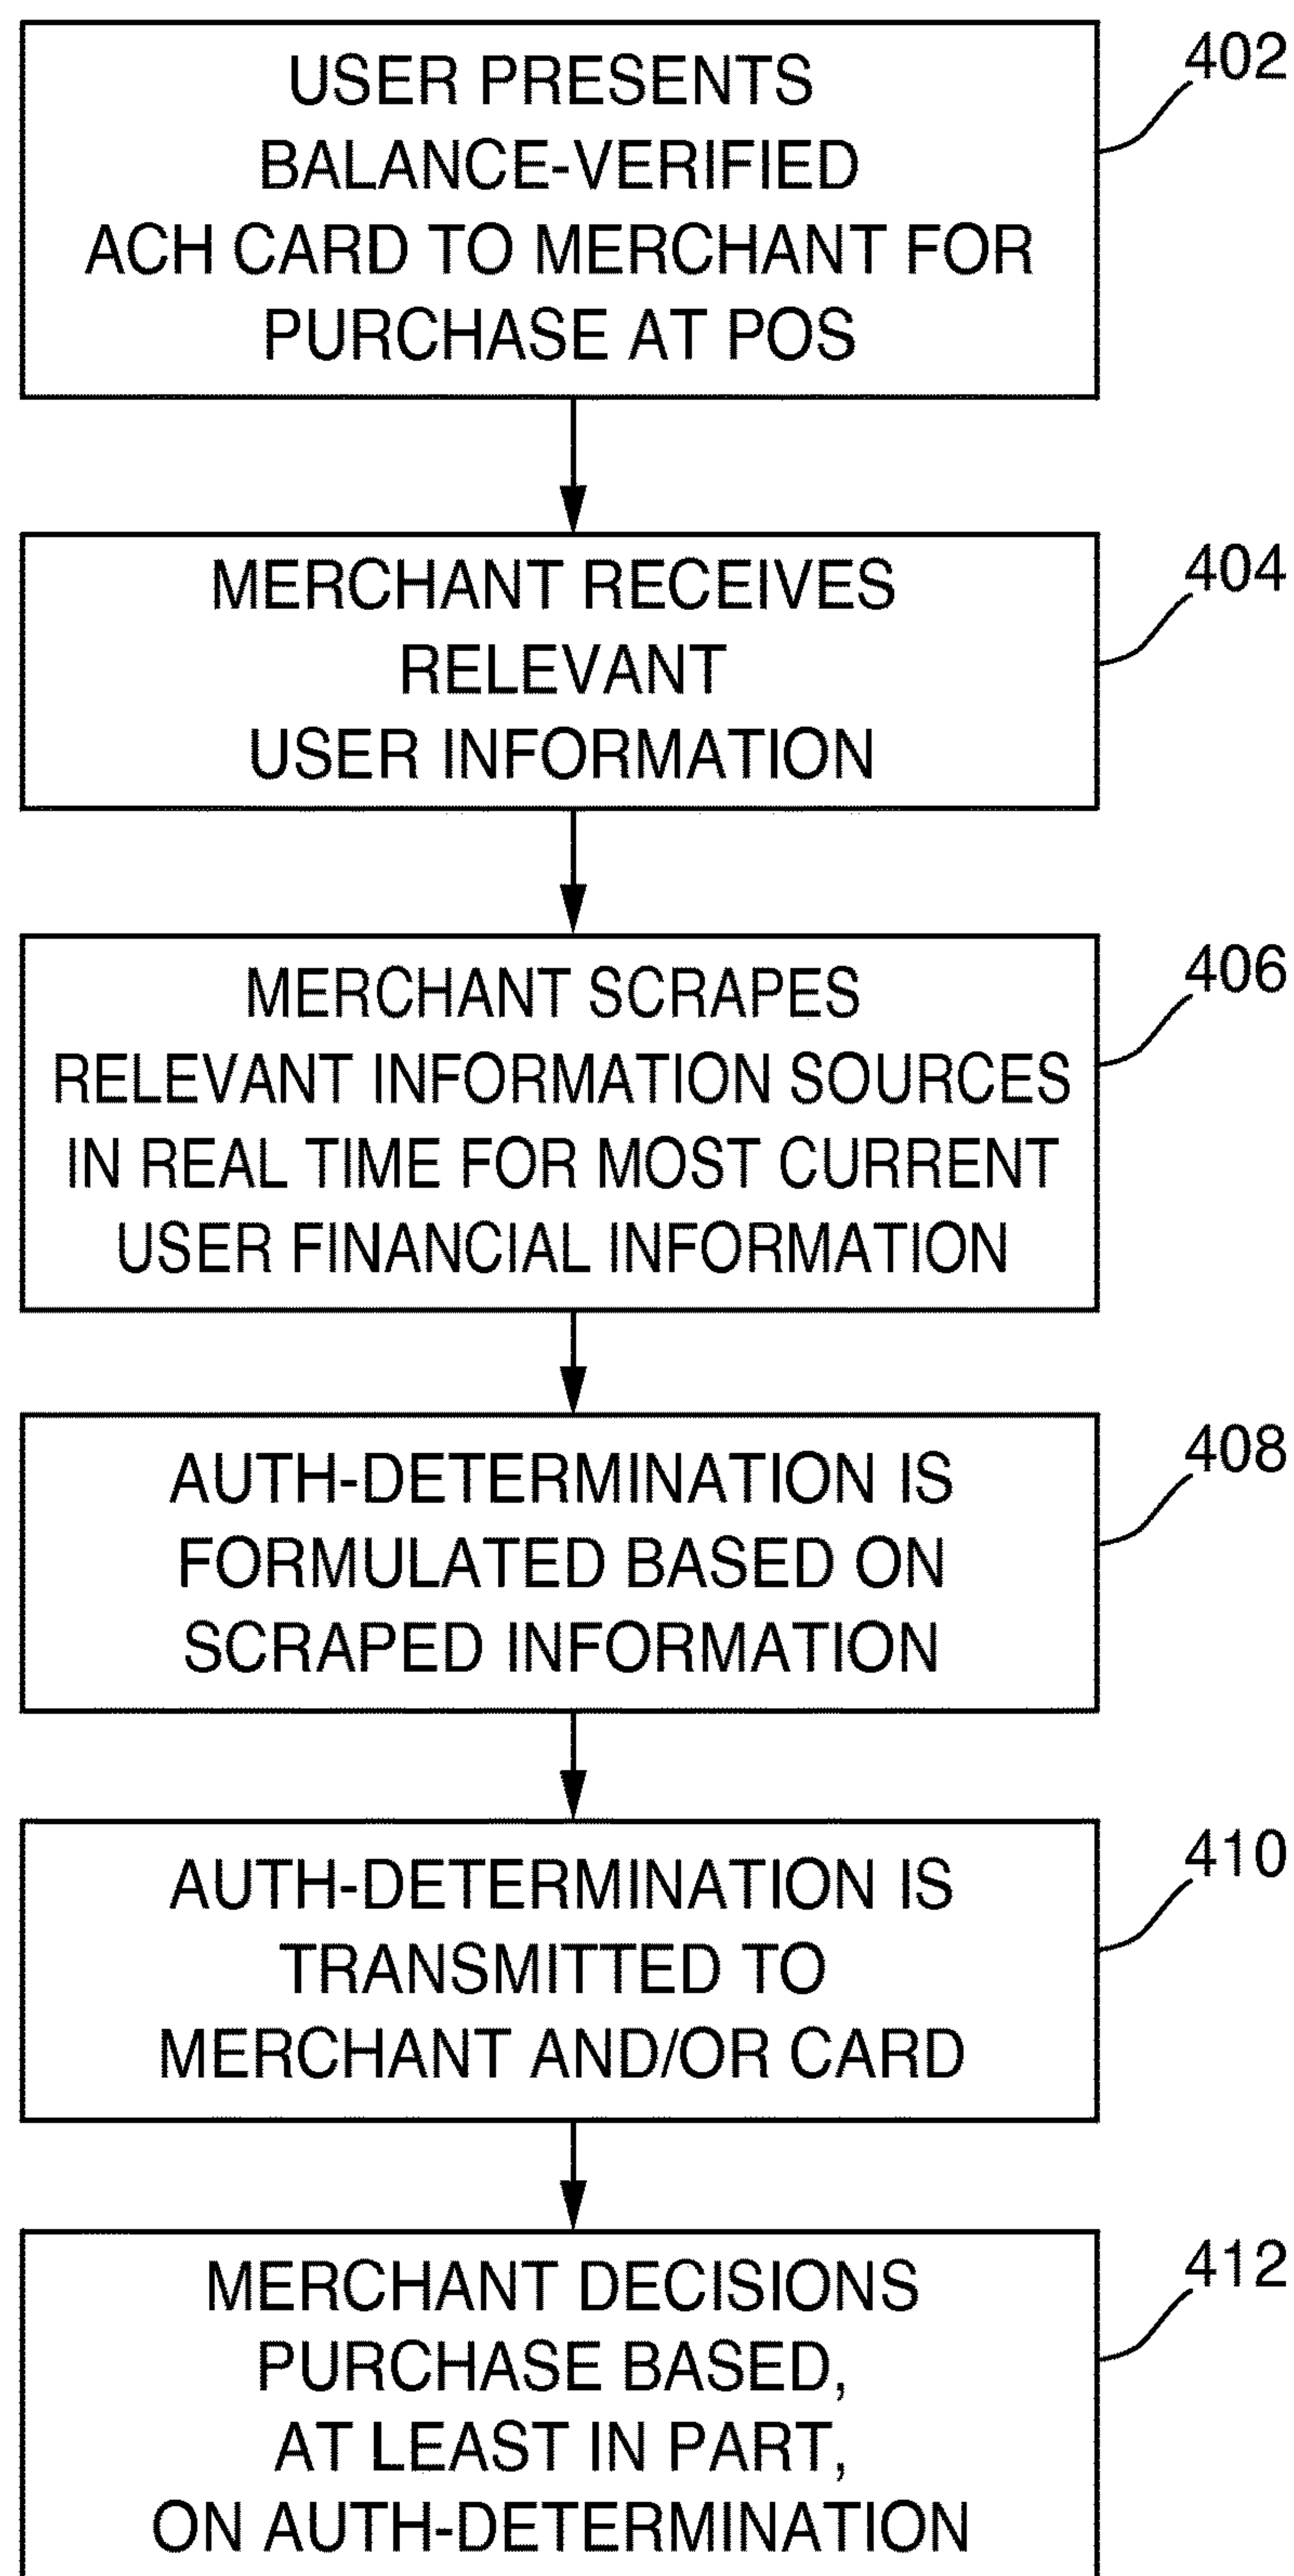 USER PRESENTS
BALANCE-VERIFIED
ACH CARD TO MERCHANT FOR
PURCHASE AT POS
402
MERCHANT RECEIVES
RELEVANT
USER INFORMATION
404
MERCHANT SCRAPES
RELEVANT INFORMATION SOURCES
IN REAL TIME FOR MOST CURRENT
USER FINANCIAL INFORMATION
406
AUTH-DETERMINATION IS
FORMULATED BASED ON
SCRAPED INFORMATION
408
AUTH-DETERMINATION IS
TRANSMITTED TO
MERCHANT AND/OR CARD
410
MERCHANT DECISIONS
PURCHASE BASED,
AT LEAST IN PART,
ON AUTH-DETERMINATION
412